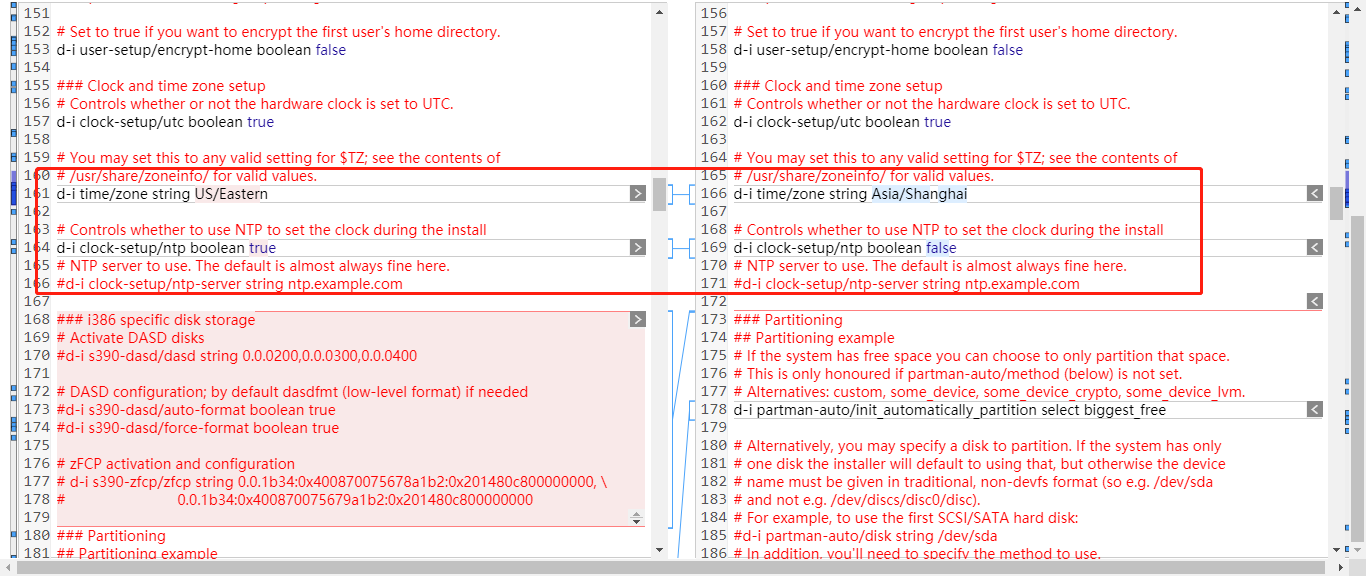 151
152 # Set to true if you want to encrypt the first user's home directory.
153 d-i user-setup/encrypt-home boolean false
154
155 ### Clock and time zone setup
156 # Controls whether or not the hardware clock is set to UTC.
157 d-i clock-setup/utc boolean true
158
159 # You may set this to any valid setting for $TZ; see the contents of
160 # /usr/share/zoneinfo/ for valid values.
161 d-i time/zone string US/Eastern
162
163 # Controls whether to use NTP to set the clock during the install
164 d-i clock-setup/ntp boolean true
165 # NTP server to use. The default is almost always fine here.
166 #d-i clock-setup/ntp-server string ntp.example.com
167
168 ### i386 specific disk storage
169 # Activate DASD disks
170 #d-i s390-dasd/dasd string 0.0.0200,0.0.0300,0.0.0400
171
172 # DASD configuration; by default dasdfmt (low-level format) if needed
173 #d-i s390-dasd/auto-format boolean true
174 #d-i s390-dasd/force-format boolean true
175
176 # zFCP activation and configuration
177 # d-i s390-zfcp/zfcp string 0.0.1b34:0x400870075678a1b2:0x201480c800000000, \
178 # 0.0.1b34:0x400870075679a1b2:0x201480c800000000
179
180 ### Partitioning
181 ## Partitioning example
156
157 # Set to true if you want to encrypt the first user's home directory.
158 d-i user-setup/encrypt-home boolean false
159
160 ### Clock and time zone setup
161 # Controls whether or not the hardware clock is set to UTC.
162 d-i clock-setup/utc boolean true
163
164 # You may set this to any valid setting for $TZ; see the contents of
165 # /usr/share/zoneinfo/ for valid values.
166 d-i time/zone string Asia/Shanghai
167
168 # Controls whether to use NTP to set the clock during the install
169 d-i clock-setup/ntp boolean false
170 # NTP server to use. The default is almost always fine here.
171 #d-i clock-setup/ntp-server string ntp.example.com
172
173 ### Partitioning
174 ## Partitioning example
175 # If the system has free space you can choose to only partition that space.
176 # This is only honoured if partman-auto/method (below) is not set.
177 # Alternatives: custom, some_device, some_device_crypto, some_device_lvm.
178 d-i partman-auto/init_automatically_partition select biggest_free
179
180 # Alternatively, you may specify a disk to partition. If the system has only
181 # one disk the installer will default to using that, but otherwise the device
182 # name must be given in traditional, non-devfs format (so e.g. /dev/sda
183 # and not e.g. /dev/discs/disc0/disc).
184 # For example, to use the first SCSI/SATA hard disk:
185 #d-i partman-auto/disk string /dev/sda
186 # In addition, you'll need to specify the method to use.